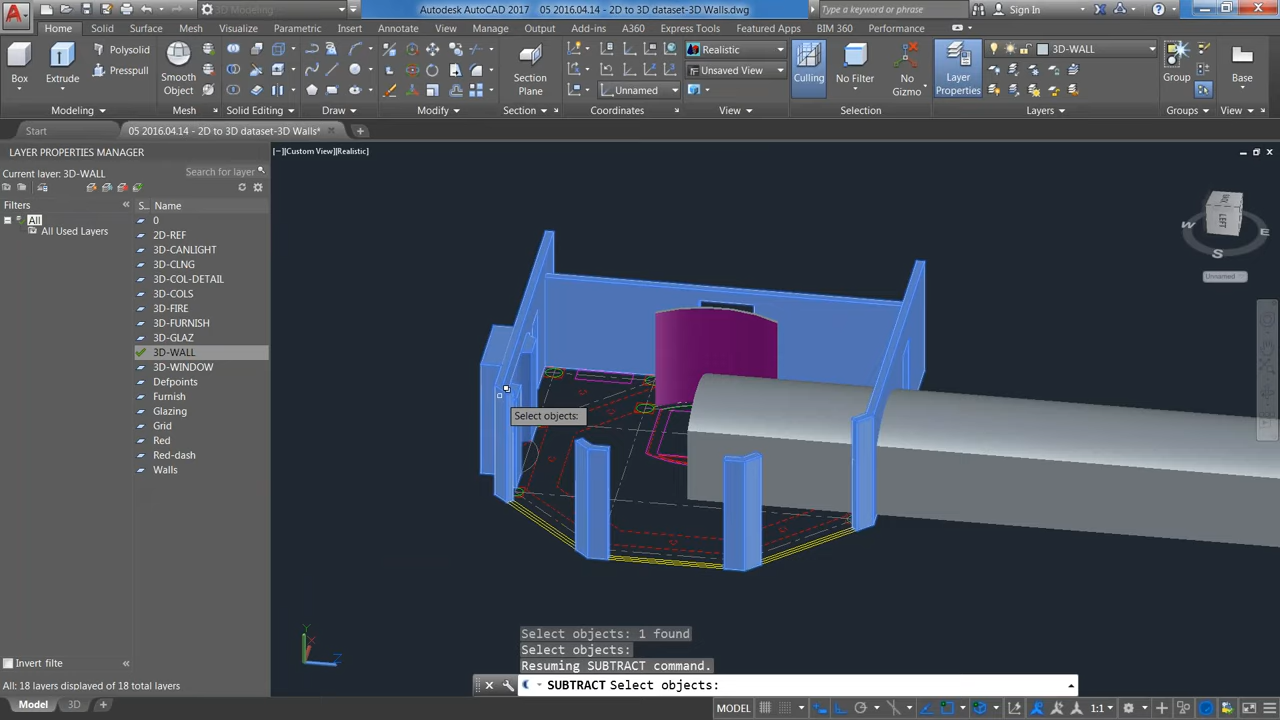 3D Modeling
Autodesk AutoCAD 2017 05 2016.04.14 - 2D to 3D dataset-3D Walls.dwg
Type a keyword or phrase
Sign In
Home Solid Surface Mesh Visualize Parametric Insert Annotate View Manage Output Add-ins A360 Express Tools Featured Apps BIM 360 Performance
Box
Extrude
Polysolid
Presspull
Smooth
Object
Section
Plane
Realistic
Unsaved View
Unnamed
Culling
No Filter
No
Gizmo
Layer
Properties
3D-WALL
Group
Base
Modeling Mesh Solid Editing Draw Modify Section Coordinates View Selection Layers Groups View
Start
05 2016.04.14 - 2D to 3D dataset-3D Walls*
LAYER PROPERTIES MANAGER
[−][Custom View][Realistic]
Current layer: 3D-WALL
Search for layer
Filters
S.. Name
All
All Used Layers
0
2D-REF
3D-CANLIGHT
3D-CLNG
3D-COL-DETAIL
3D-COLS
3D-FIRE
3D-FURNISH
3D-GLAZ
3D-WALL
3D-WINDOW
Defpoints
Furnish
Glazing
Grid
Red
Red-dash
Walls
LEFT
W
E
S
Unnamed
Select objects:
Y
X
Z
Select objects: 1 found
Select objects:
Resuming SUBTRACT command.
SUBTRACT Select objects:
Invert filte
All: 18 layers displayed of 18 total layers
Model 3D
MODEL
1:1